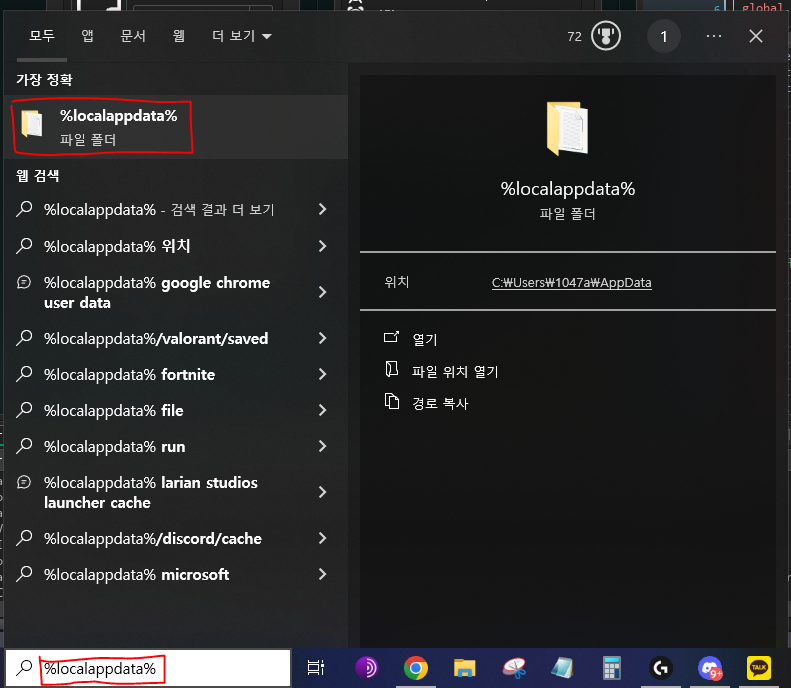 global.
6
모두 앱 문서 웹 더 보기 72 1
가장 정확
%localappdata%
파일 폴더
웹 검색
%localappdata% - 검색 결과 더 보기
%localappdata% 위치
%localappdata% google chrome
user data
%localappdata%/valorant/saved
%localappdata% fortnite
%localappdata% file
%localappdata% run
%localappdata% larian studios
launcher cache
%localappdata%/discord/cache
%localappdata% microsoft
%localappdata%
파일 폴더
위치 C:₩Users₩1047a₩AppData
열기
파일 위치 열기
경로 복사
%localappdata%
9+
TALK